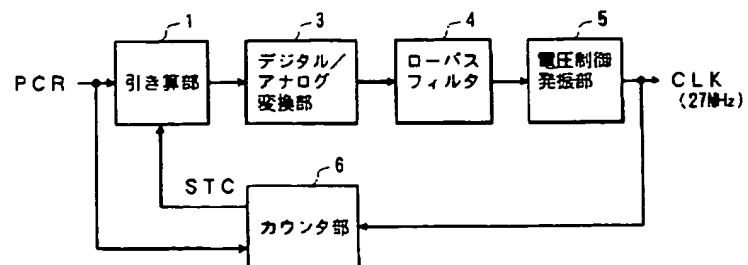 1
3
4
5
PCR
引き算部
デジタル／
アナログ
変換部
ローパス
フィルタ
電圧制御
発振部
CLK
(27MHz)
STC
6
カウンタ部